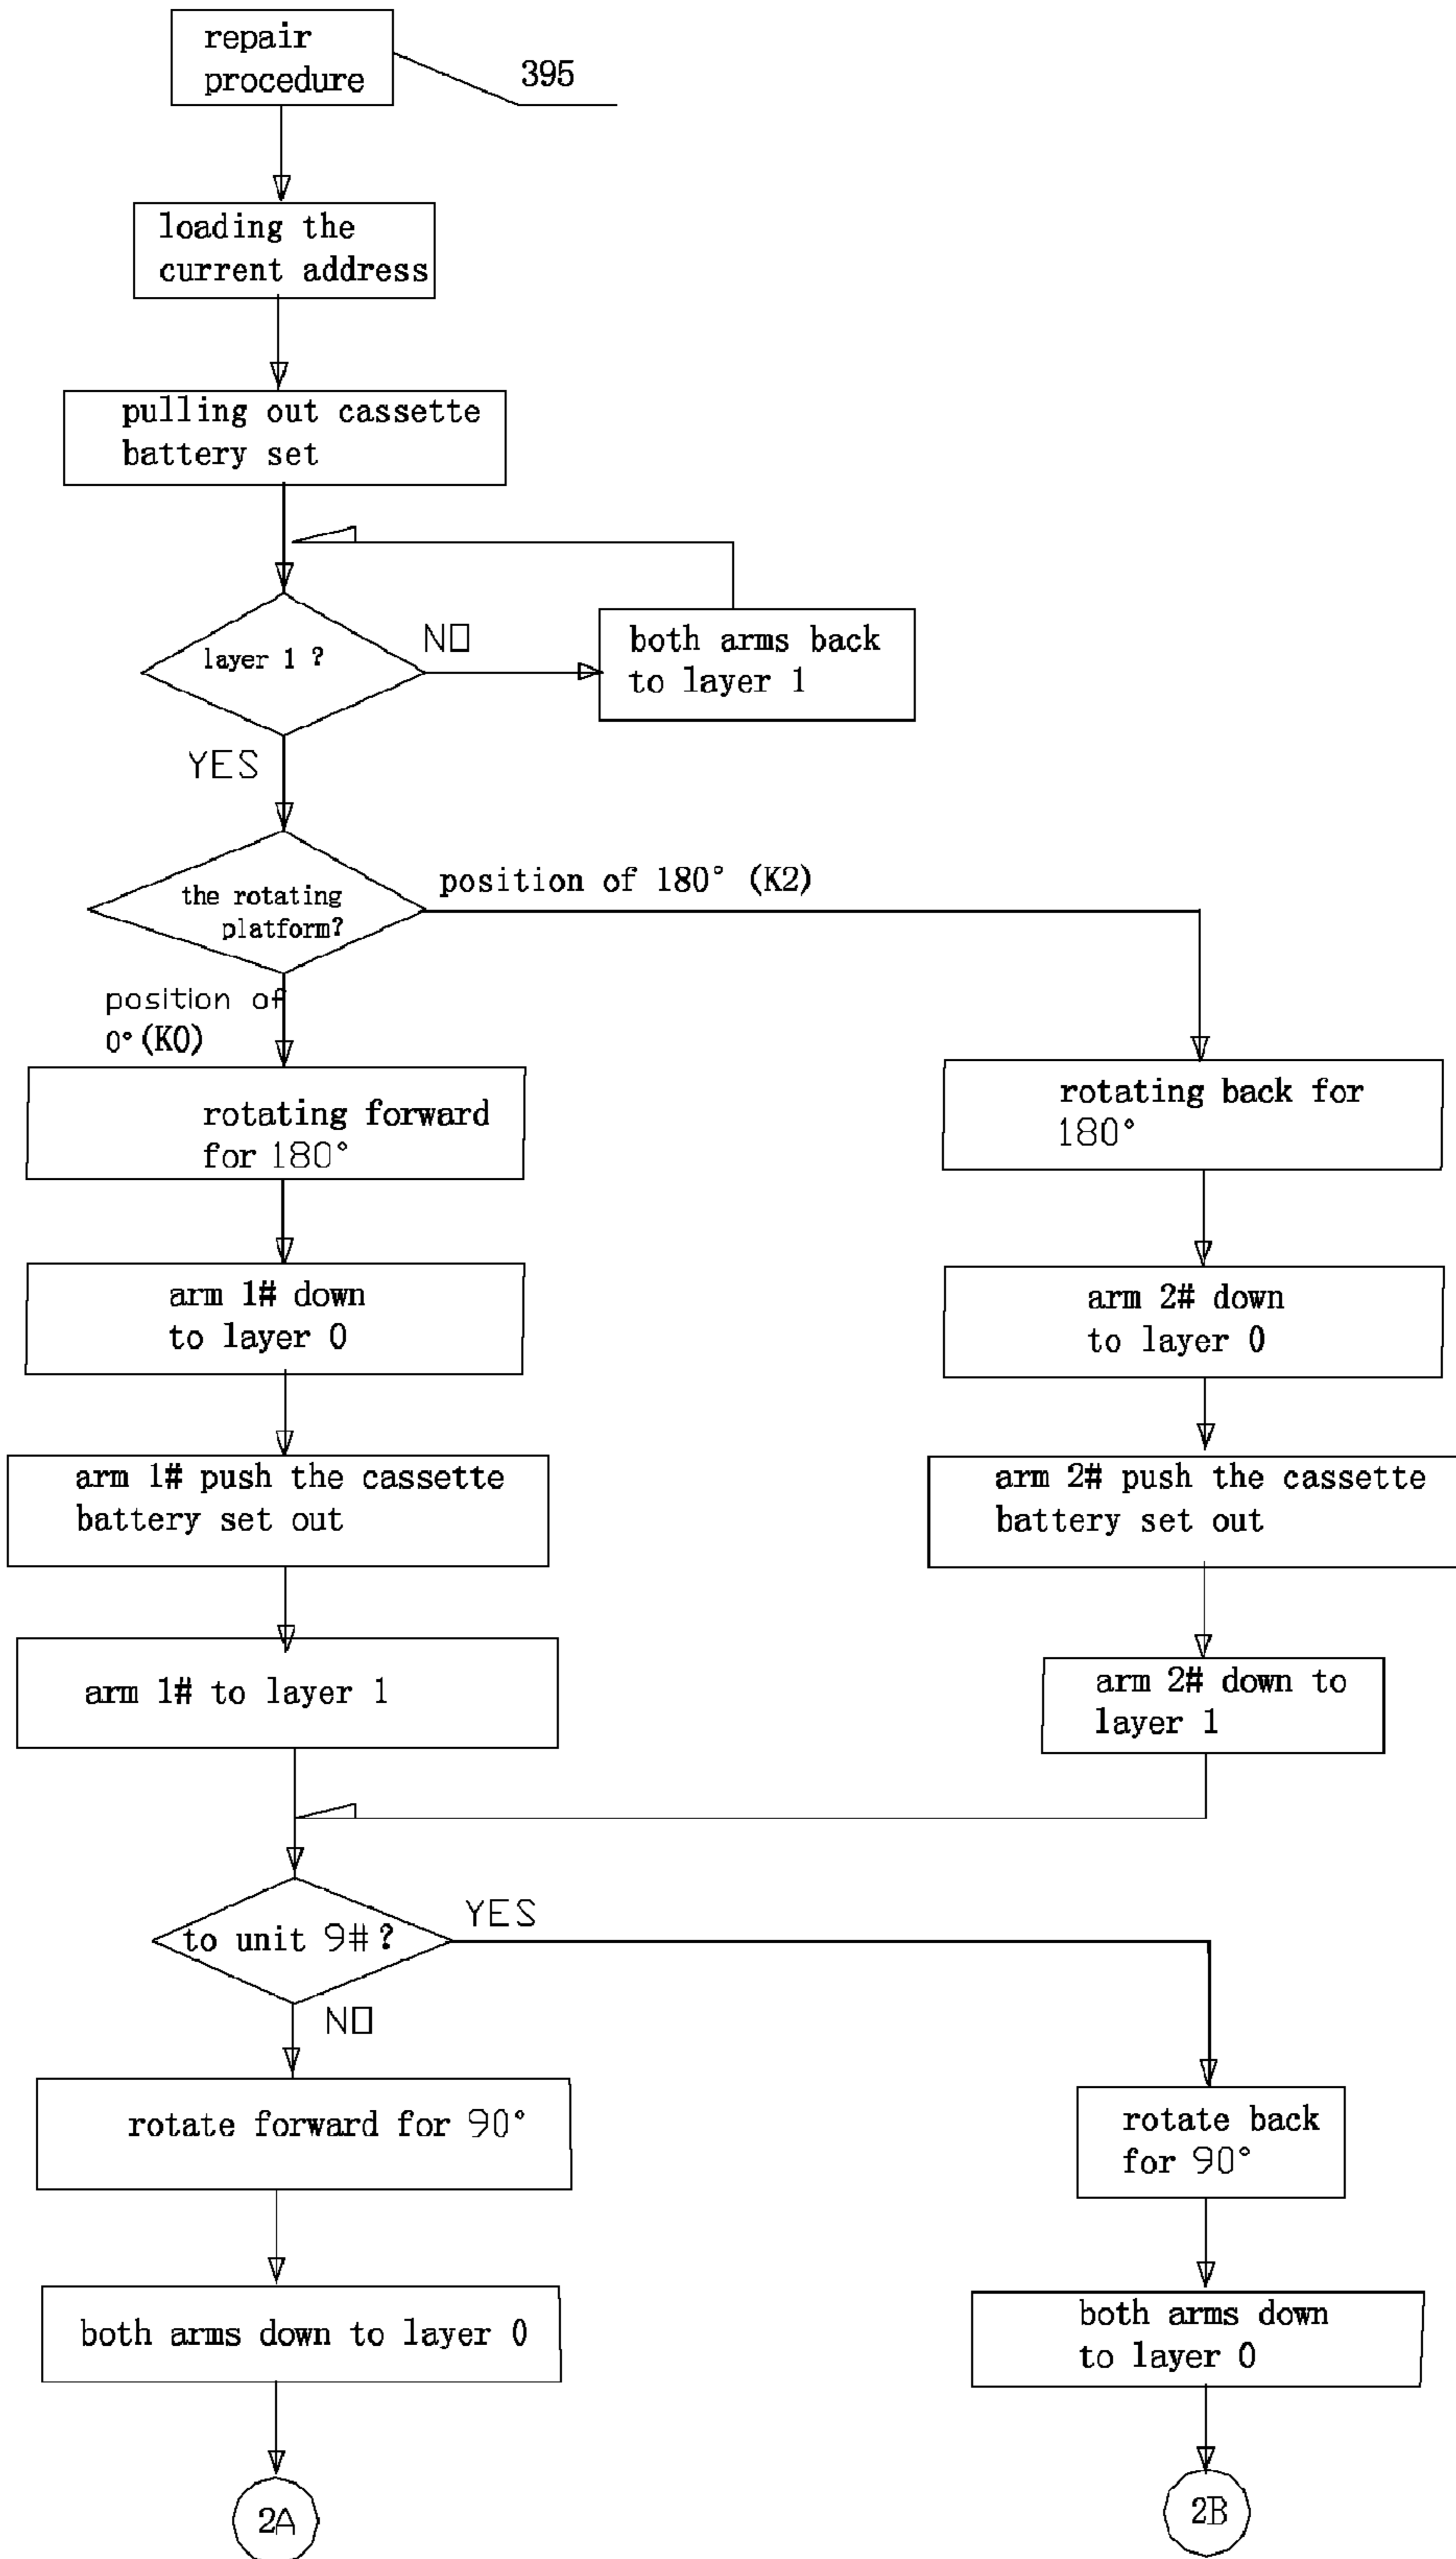 repair
procedure
395
loading the
current address
pulling out cassette
battery set
layer 1 ?
NO
both arms back
to layer 1
YES
the rotating
platform?
position of 180° (K2)
position of
0° (K0)
rotating forward
for 180°
rotating back for
180°
arm 1# down
to layer 0
arm 2# down
to layer 0
arm 1# push the cassette
battery set out
arm 2# push the cassette
battery set out
arm 1# to layer 1
arm 2# down to
layer 1
to unit 9# ?
YES
NO
rotate forward for 90°
rotate back
for 90°
both arms down to layer 0
both arms down
to layer 0
2A
2B